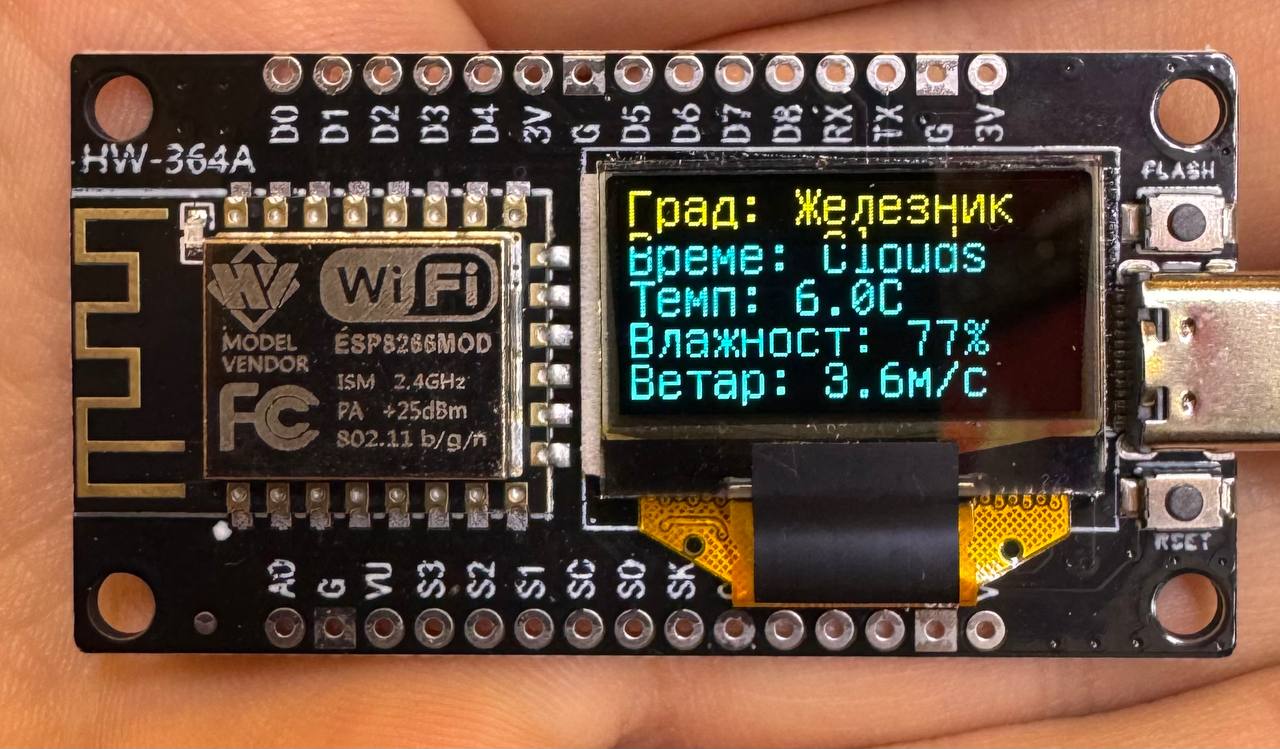 D0 D1 D2 D3 D4 3V G D5 D6 D7 D8 RX TX G 3V
HW-364A
FLASH
Град: Железник
Време: Clouds
Темп: 6.0C
Влажност: 77%
Ветар: 3.6м/с
WiFi
MODEL
VENDOR
ESP8266MOD
ISM 2.4GHz
PA +25dBm
802.11 b/g/n
FC
RSET
A0 G VU S3 S2 S1 SC SO SK